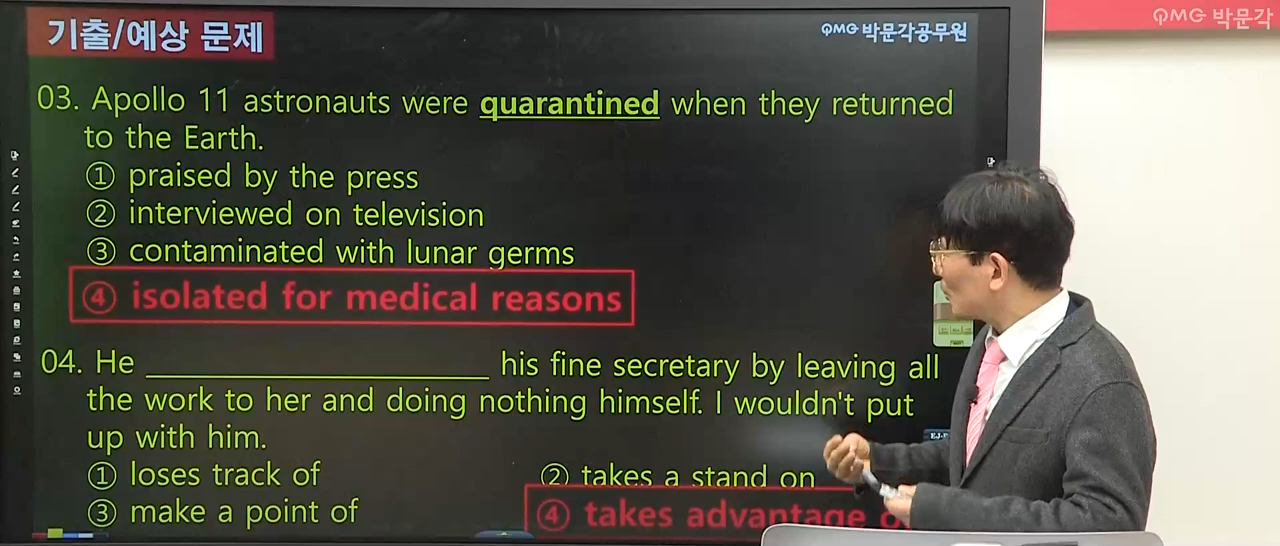 기출/예상 문제
QMG 박문각공무원
QMG 박문각
03. Apollo 11 astronauts were quarantined when they returned
to the Earth.
① praised by the press
② interviewed on television
③ contaminated with lunar germs
④ isolated for medical reasons
04. He ____________________ his fine secretary by leaving all
the work to her and doing nothing himself. I wouldn't put
up with him.
① loses track of
② takes a stand on
③ make a point of
④ takes advantage